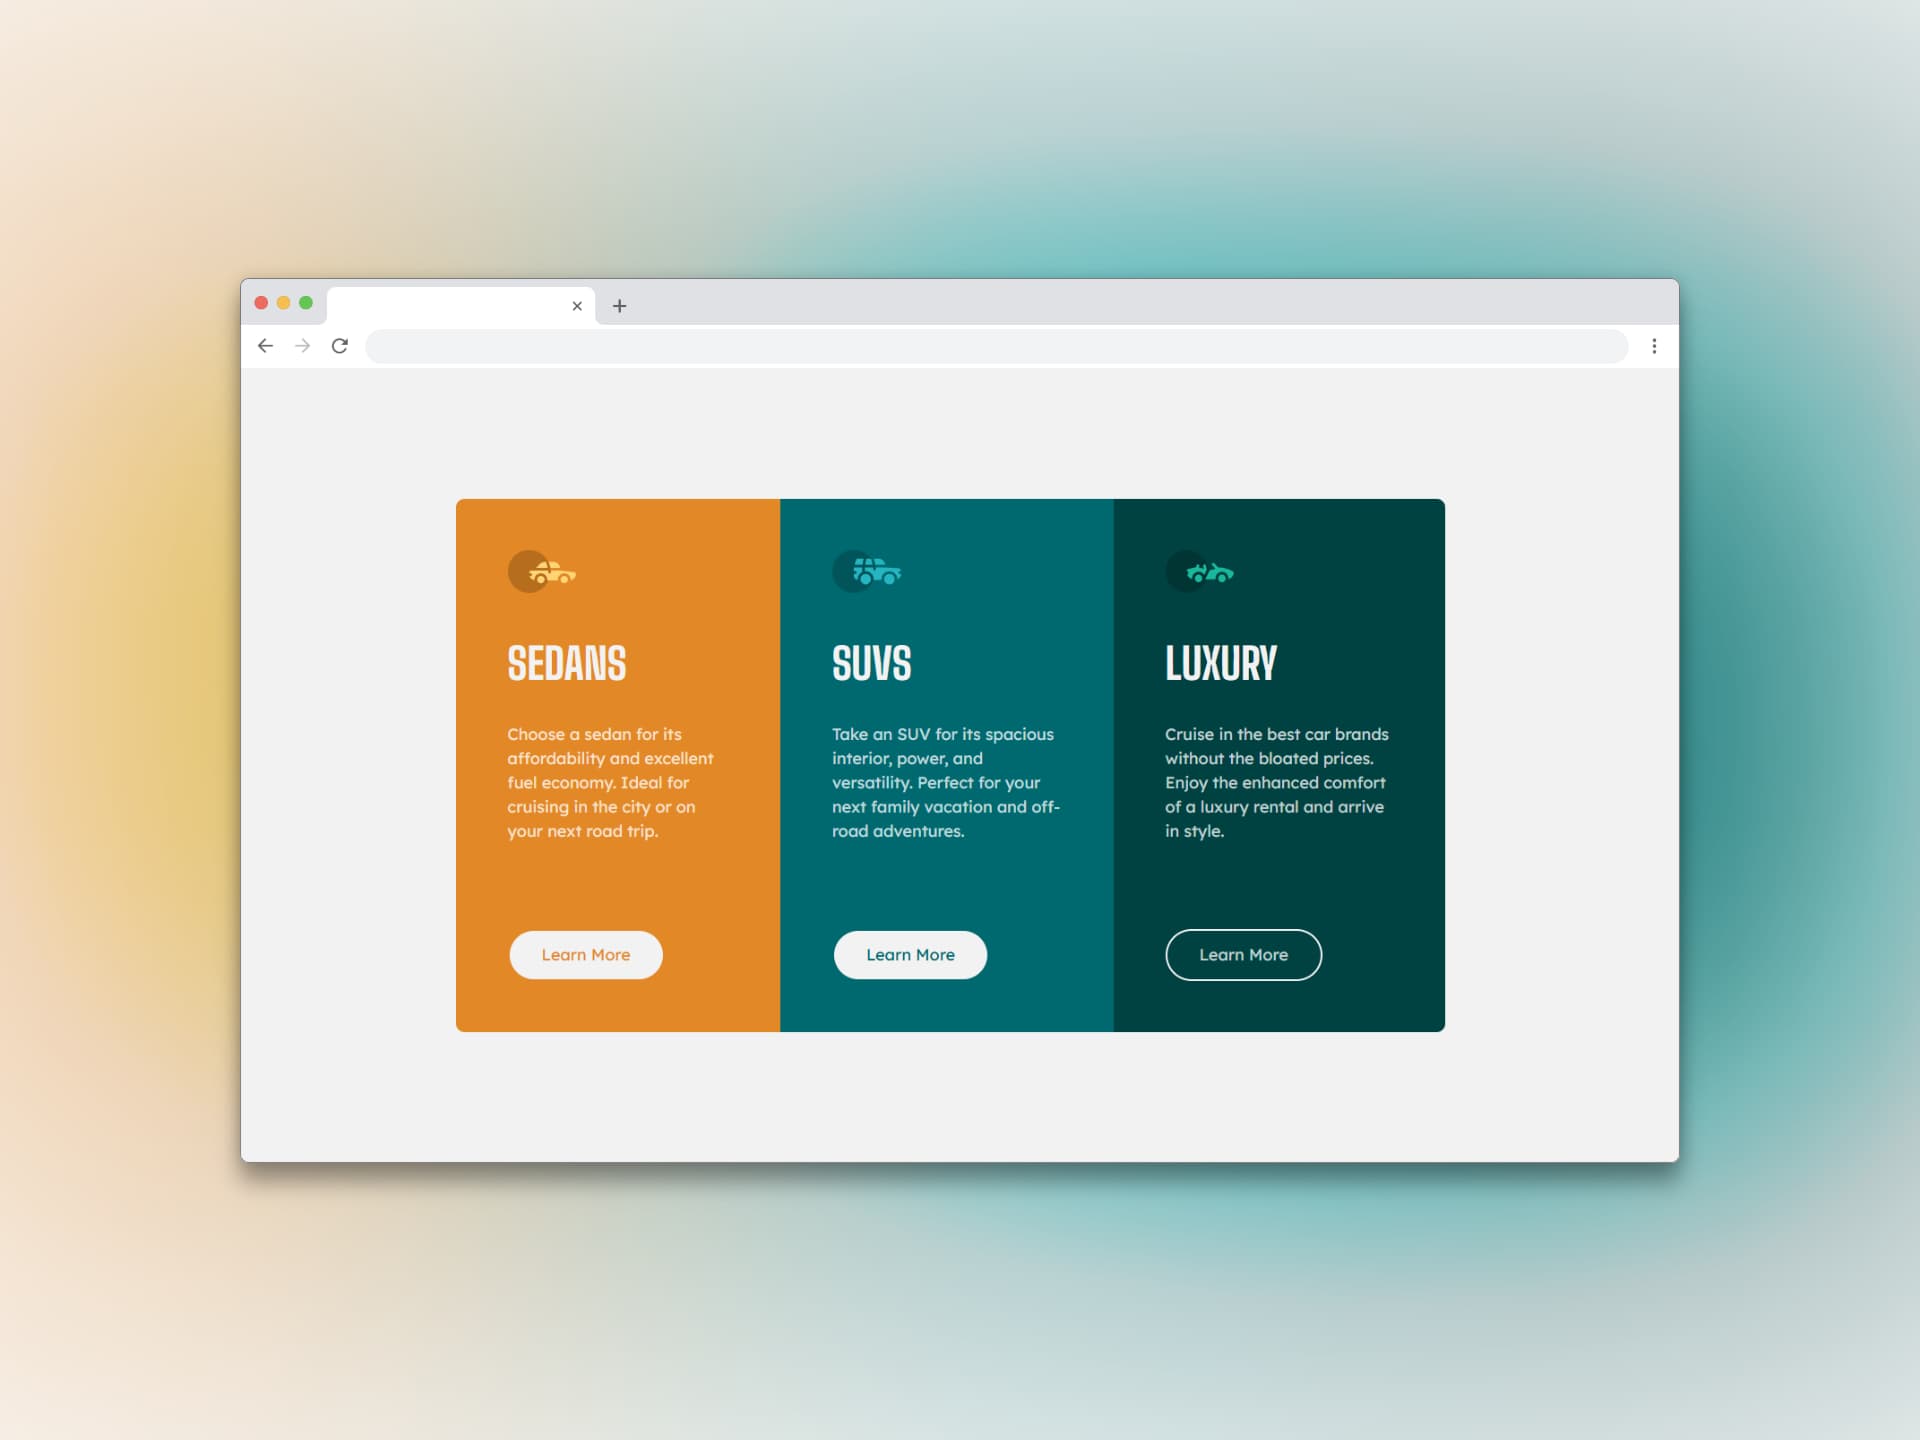 SEDANS
Choose a sedan for its
affordability and excellent
fuel economy. Ideal for
cruising in the city or on
your next road trip.
Learn More
SUVS
Take an SUV for its spacious
interior, power, and
versatility. Perfect for your
next family vacation and off-
road adventures.
Learn More
LUXURY
Cruise in the best car brands
without the bloated prices.
Enjoy the enhanced comfort
of a luxury rental and arrive
in style.
Learn More